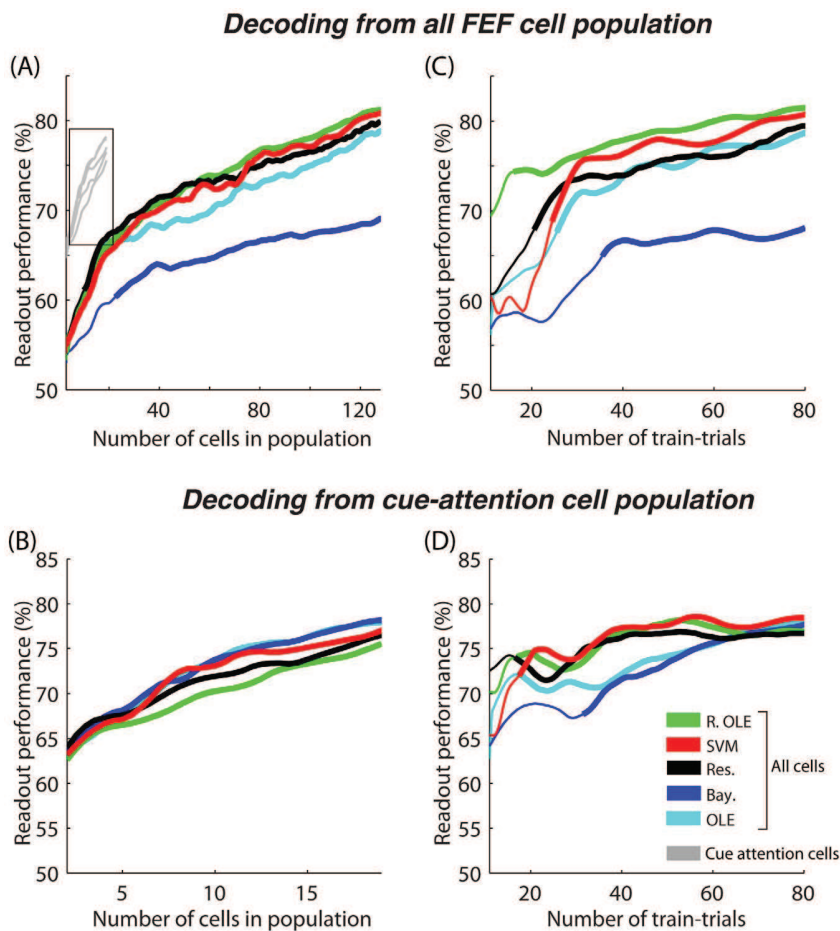 Decoding from all FEF cell population
(A)
80
70
60
50
Readout performance (%)
40
80
120
Number of cells in population
(C)
80
70
60
50
Readout performance (%)
20
40
60
80
Number of train-trials
Decoding from cue-attention cell population
(B)
85
80
75
70
65
60
55
50
Readout performance (%)
5
10
15
Number of cells in population
(D)
85
80
75
70
65
60
55
50
Readout performance (%)
R. OLE
SVM
Res.
Bay.
OLE
All cells
Cue attention cells
20
40
60
80
Number of train-trials